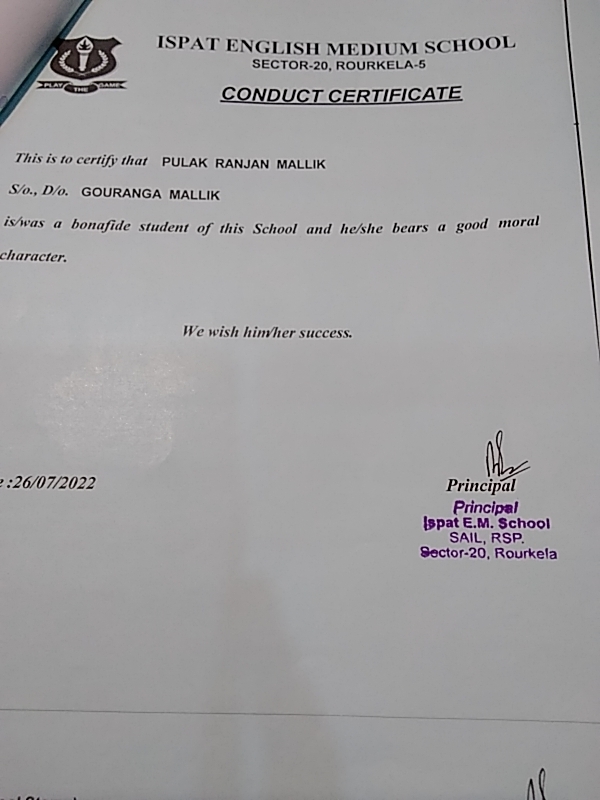 ISPAT ENGLISH MEDIUM SCHOOL
SECTOR-20, ROURKELA-5
PLAY THE GAME
CONDUCT CERTIFICATE
This is to certify that PULAK RANJAN MALLIK
S/o., D/o. GOURANGA MALLIK
is/was a bonafide student of this School and he/she bears a good moral
character.
We wish him/her success.
:26/07/2022
Principal
Principal
Ispat E.M. School
SAIL, RSP.
Sector-20, Rourkela